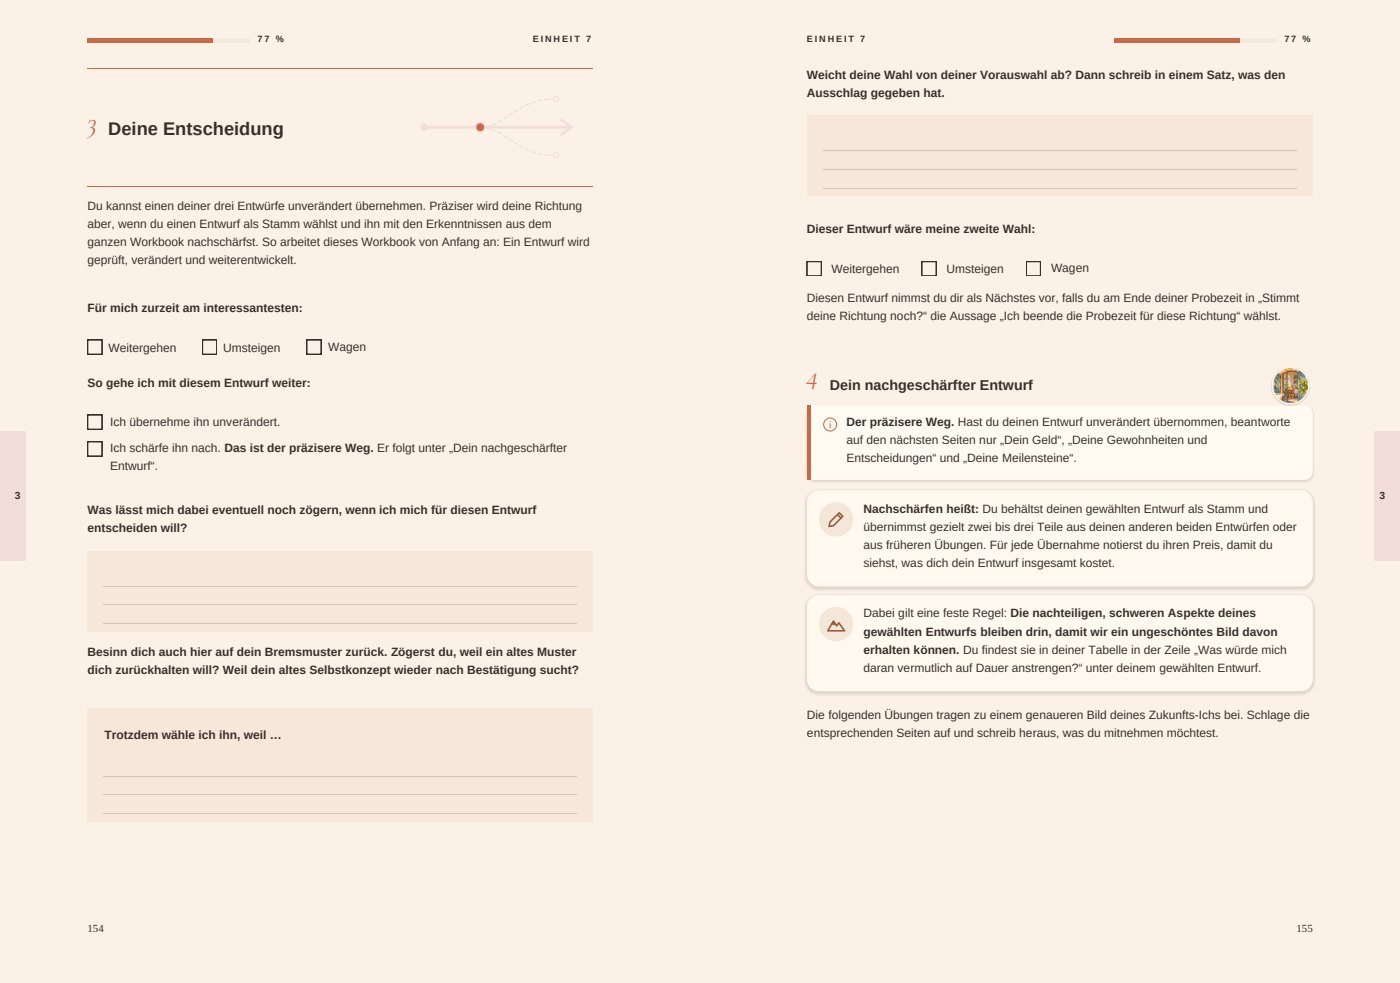 77 %
EINHEIT 7
3 Deine Entscheidung
Du kannst einen deiner drei Entwürfe unverändert übernehmen. Präziser wird deine Richtung
aber, wenn du einen Entwurf als Stamm wählst und ihn mit den Erkenntnissen aus dem
ganzen Workbook nachschärfst. So arbeitet dieses Workbook von Anfang an: Ein Entwurf wird
geprüft, verändert und weiterentwickelt.
Für mich zurzeit am interessantesten:
Weitergehen Umsteigen Wagen
So gehe ich mit diesem Entwurf weiter:
Ich übernehme ihn unverändert.
Ich schärfe ihn nach. Das ist der präzisere Weg. Er folgt unter „Dein nachgeschärfter
Entwurf“.
3
Was lässt mich dabei eventuell noch zögern, wenn ich mich für diesen Entwurf
entscheiden will?
Besinn dich auch hier auf dein Bremsmuster zurück. Zögerst du, weil ein altes Muster
dich zurückhalten will? Weil dein altes Selbstkonzept wieder nach Bestätigung sucht?
Trotzdem wähle ich ihn, weil …
154
EINHEIT 7
77 %
Weicht deine Wahl von deiner Vorauswahl ab? Dann schreib in einem Satz, was den
Ausschlag gegeben hat.
Dieser Entwurf wäre meine zweite Wahl:
Weitergehen Umsteigen Wagen
Diesen Entwurf nimmst du dir als Nächstes vor, falls du am Ende deiner Probezeit in „Stimmt
deine Richtung noch?“ die Aussage „Ich beende die Probezeit für diese Richtung“ wählst.
4 Dein nachgeschärfter Entwurf
Der präzisere Weg. Hast du deinen Entwurf unverändert übernommen, beantworte
auf den nächsten Seiten nur „Dein Geld“, „Deine Gewohnheiten und
Entscheidungen“ und „Deine Meilensteine“.
3
Nachschärfen heißt: Du behältst deinen gewählten Entwurf als Stamm und
übernimmst gezielt zwei bis drei Teile aus deinen anderen beiden Entwürfen oder
aus früheren Übungen. Für jede Übernahme notierst du ihren Preis, damit du
siehst, was dich dein Entwurf insgesamt kostet.
Dabei gilt eine feste Regel: Die nachteiligen, schweren Aspekte deines
gewählten Entwurfs bleiben drin, damit wir ein ungeschöntes Bild davon
erhalten können. Du findest sie in deiner Tabelle in der Zeile „Was würde mich
daran vermutlich auf Dauer anstrengen?“ unter deinem gewählten Entwurf.
Die folgenden Übungen tragen zu einem genaueren Bild deines Zukunfts-Ichs bei. Schlage die
entsprechenden Seiten auf und schreib heraus, was du mitnehmen möchtest.
155